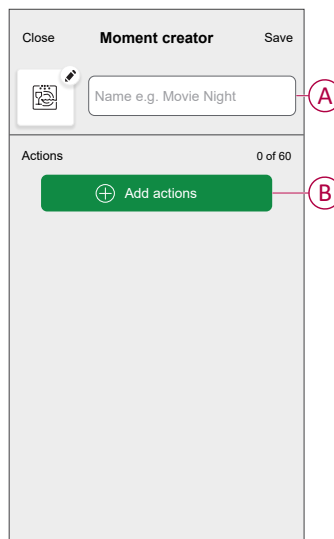 Close Moment creator Save
Name e.g. Movie Night A
Actions 0 of 60
Add actions B